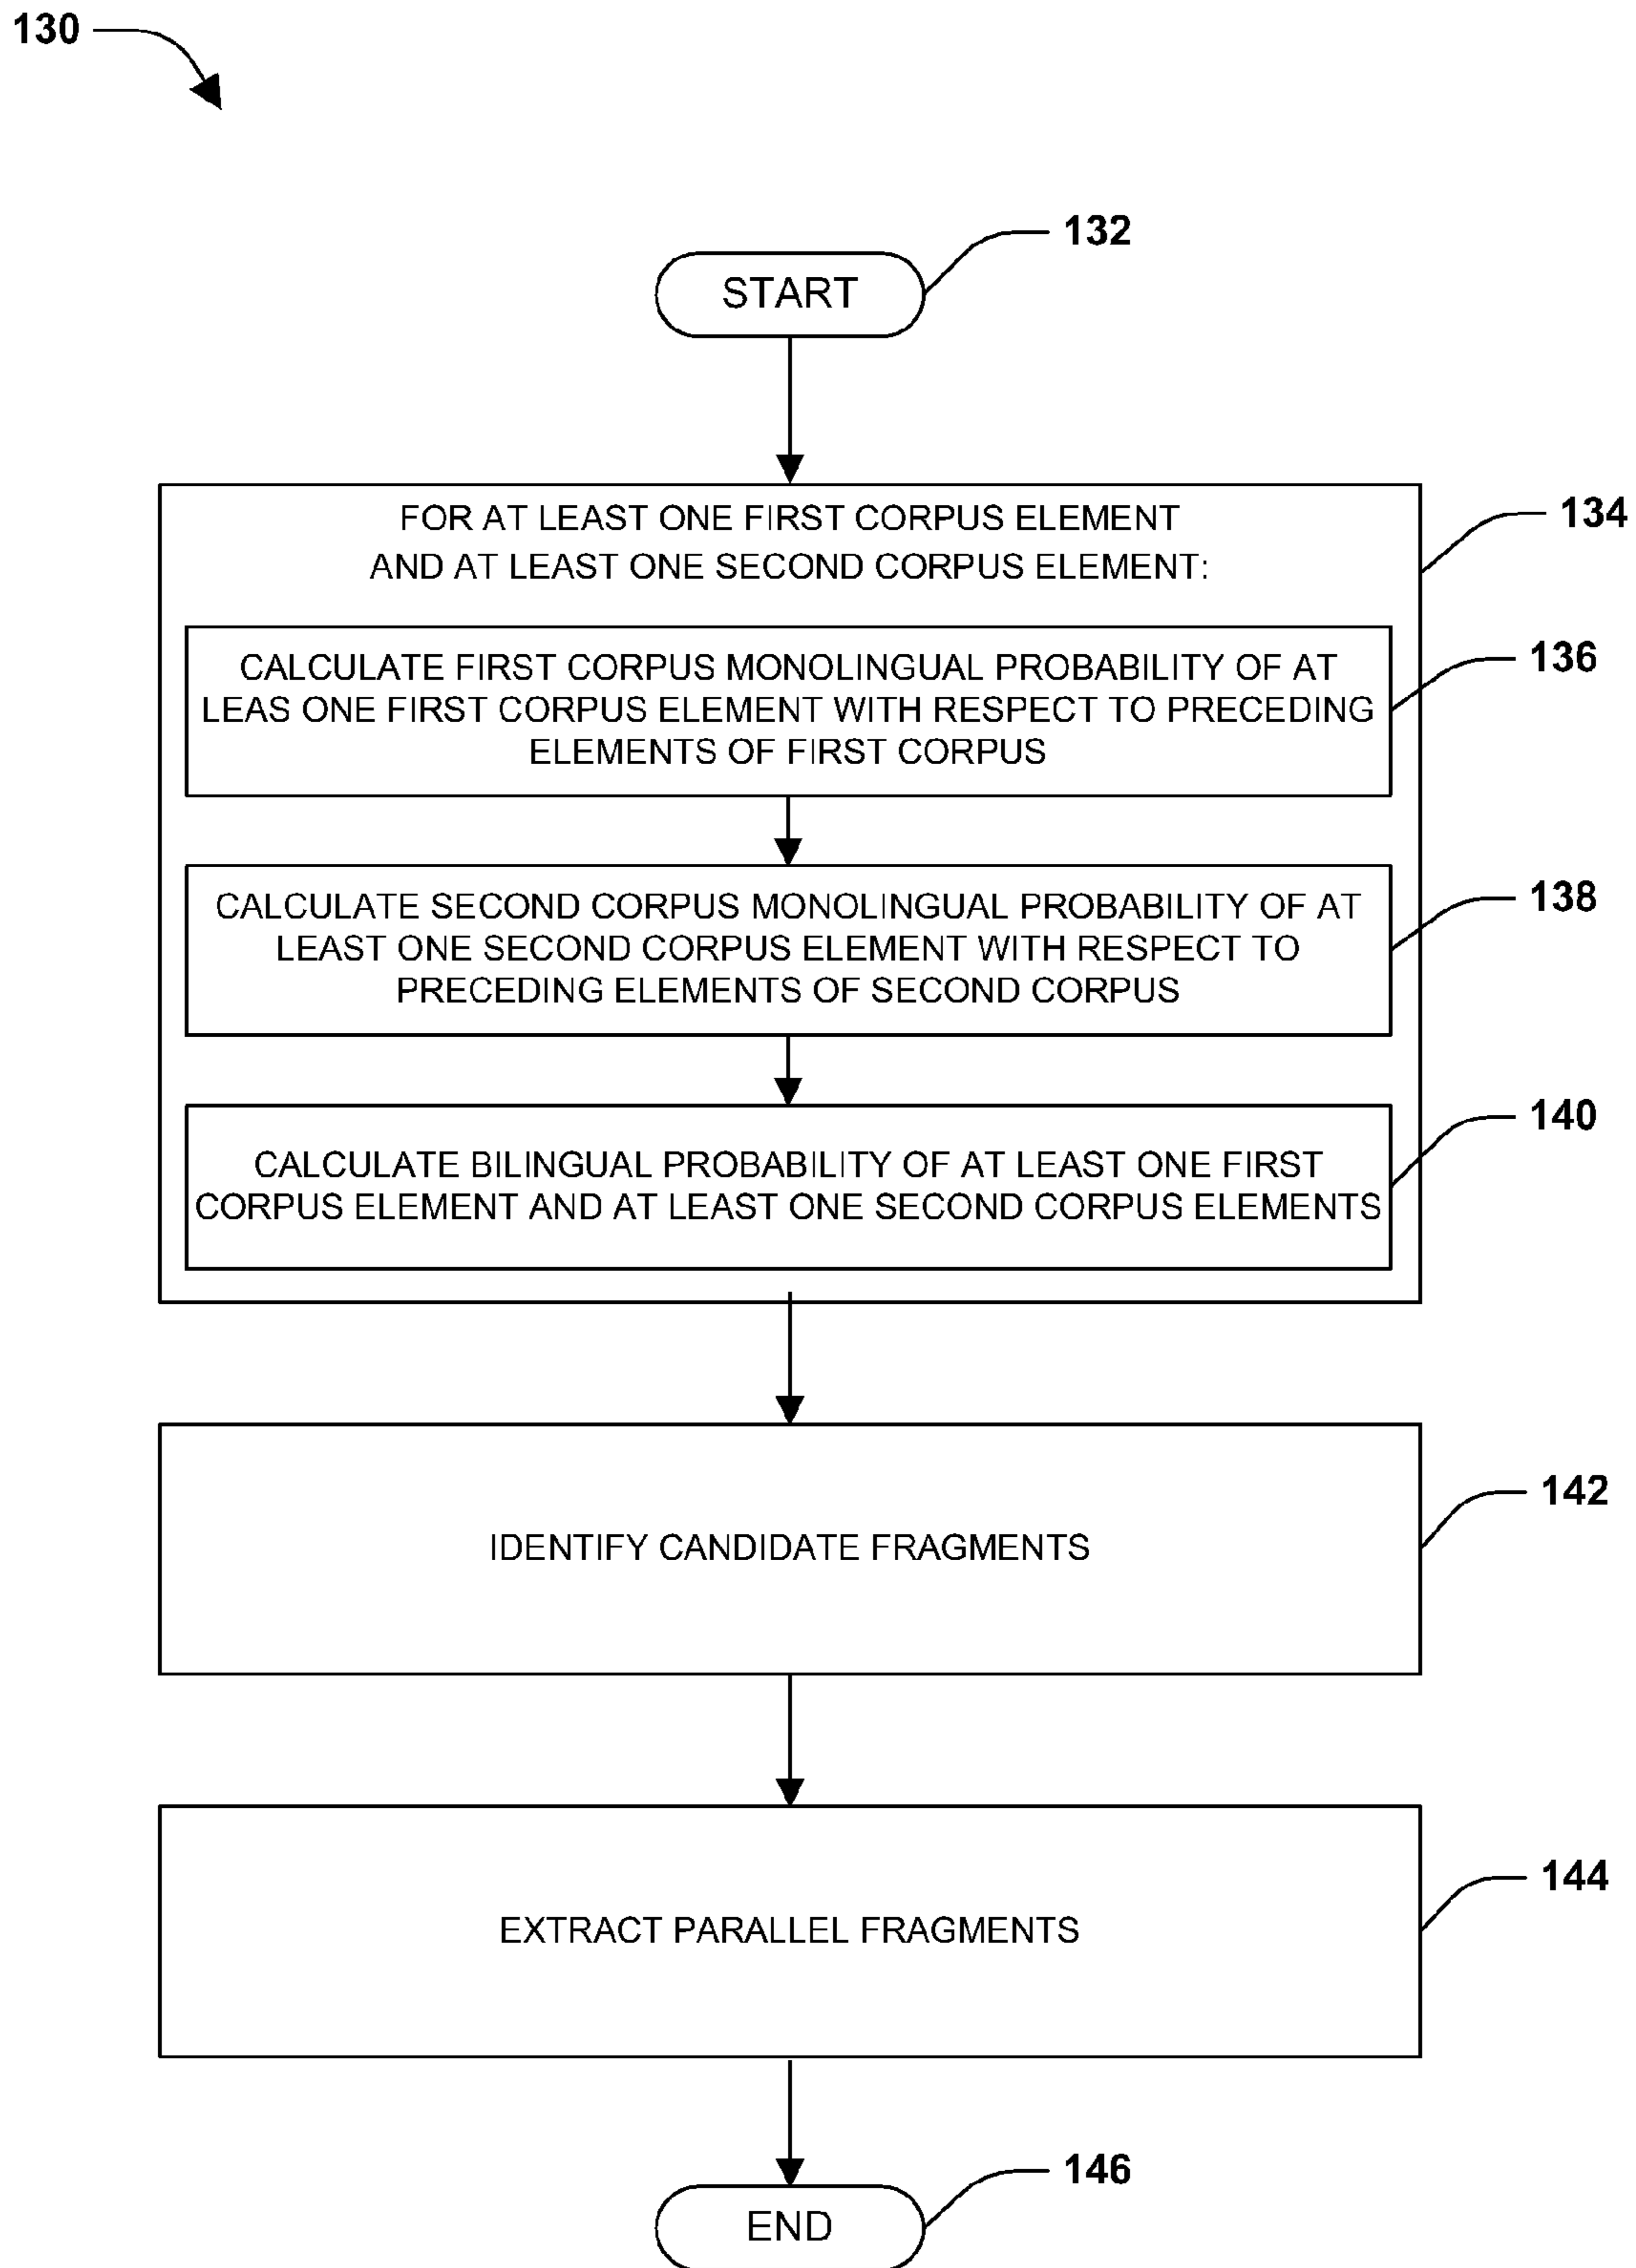 130
132
START
134
FOR AT LEAST ONE FIRST CORPUS ELEMENT
AND AT LEAST ONE SECOND CORPUS ELEMENT:
136
CALCULATE FIRST CORPUS MONOLINGUAL PROBABILITY OF AT
LEAS ONE FIRST CORPUS ELEMENT WITH RESPECT TO PRECEDING
ELEMENTS OF FIRST CORPUS
138
CALCULATE SECOND CORPUS MONOLINGUAL PROBABILITY OF AT
LEAST ONE SECOND CORPUS ELEMENT WITH RESPECT TO
PRECEDING ELEMENTS OF SECOND CORPUS
140
CALCULATE BILINGUAL PROBABILITY OF AT LEAST ONE FIRST
CORPUS ELEMENT AND AT LEAST ONE SECOND CORPUS ELEMENTS
142
IDENTIFY CANDIDATE FRAGMENTS
144
EXTRACT PARALLEL FRAGMENTS
146
END